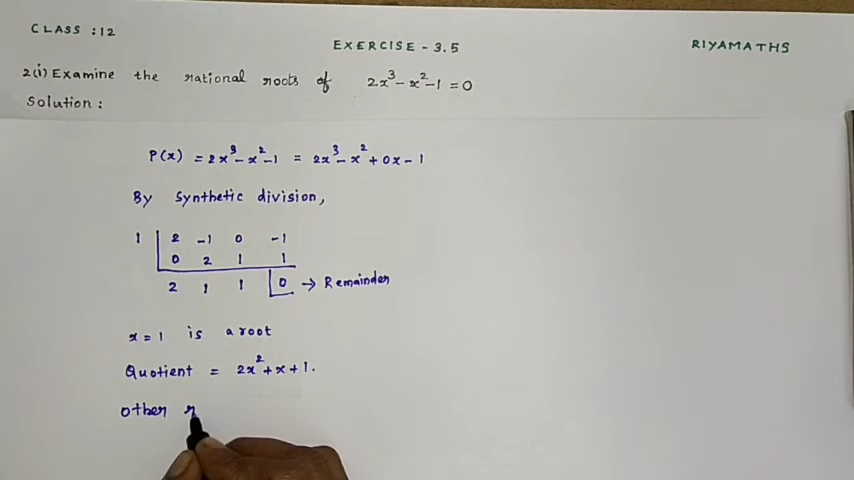 CLASS : 12
EXERCISE - 3.5
RIYAMATHS
2(i) Examine the rational roots of 2x³ - x² - 1 = 0
Solution :
P(x) = 2x³ - x² - 1 = 2x³ - x² + 0x - 1
By synthetic division,
1 | 2 -1 0 -1
0 2 1 1
2 1 1 | 0 → Remainder
x = 1 is a root
Quotient = 2x² + x + 1.
other r